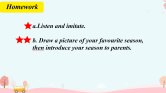 Homework
a.Listen and imitate.
b. Draw a picture of your favourite season,
then introduce your season to parents.